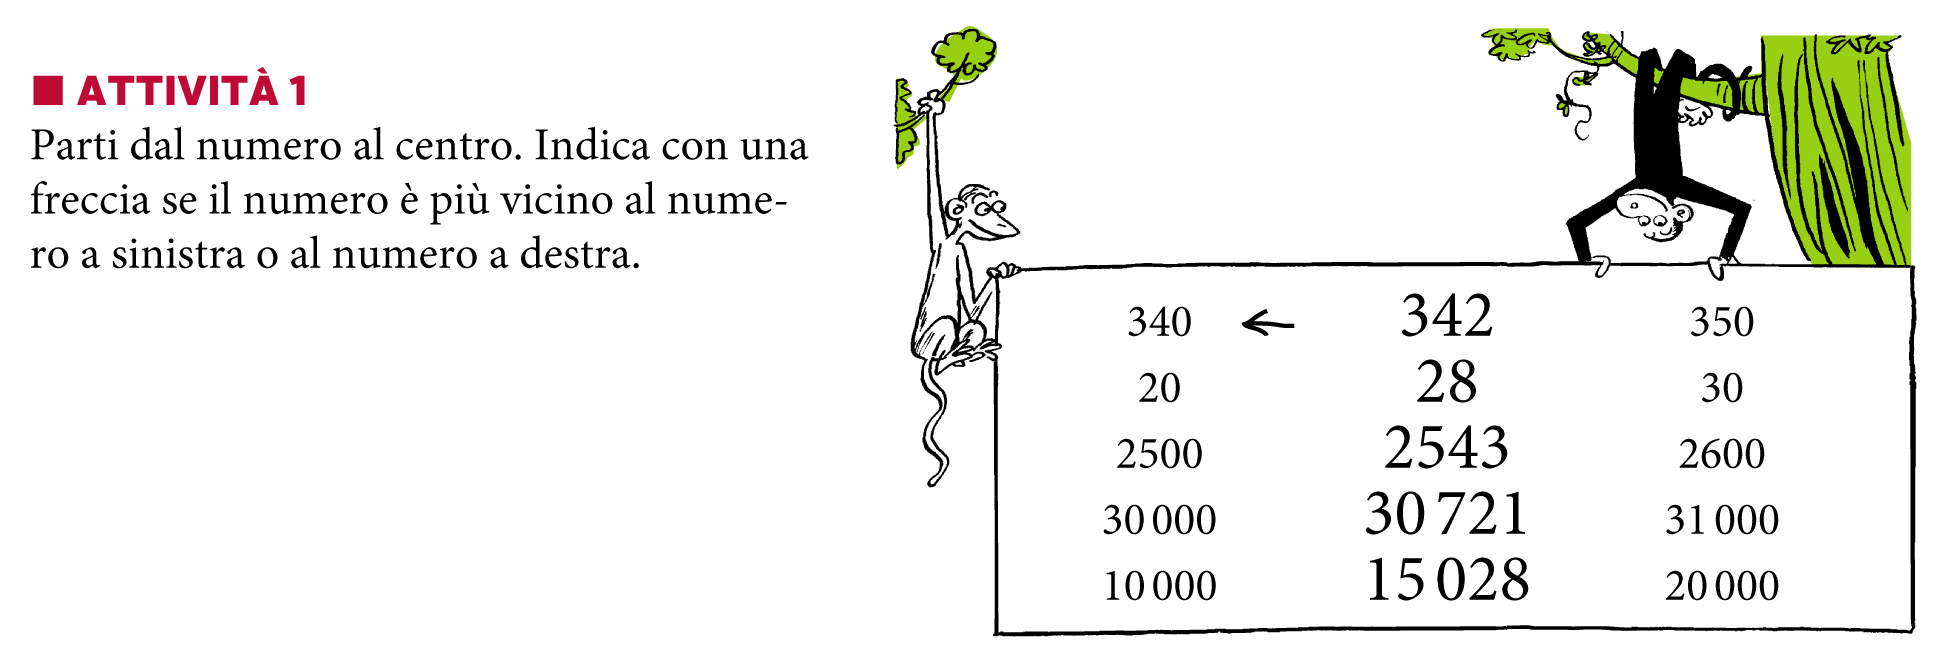 ■ ATTIVITÀ 1
Parti dal numero al centro. Indica con una
freccia se il numero è più vicino al nume-
ro a sinistra o al numero a destra.
340 ← 342 350
20 28 30
2500 2543 2600
30 000 30 721 31 000
10 000 15 028 20 000